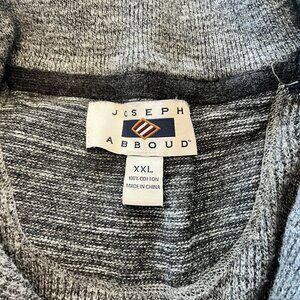 JOSEPH
ABBOUD
XXL
100% COTTON
MADE IN CHINA